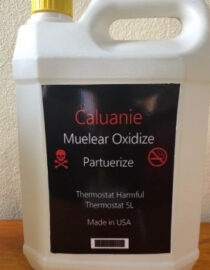 Caluanie
Muelear Oxidize
Partuerize
Thermostat Harmful
Thermostat 5L
Made in USA